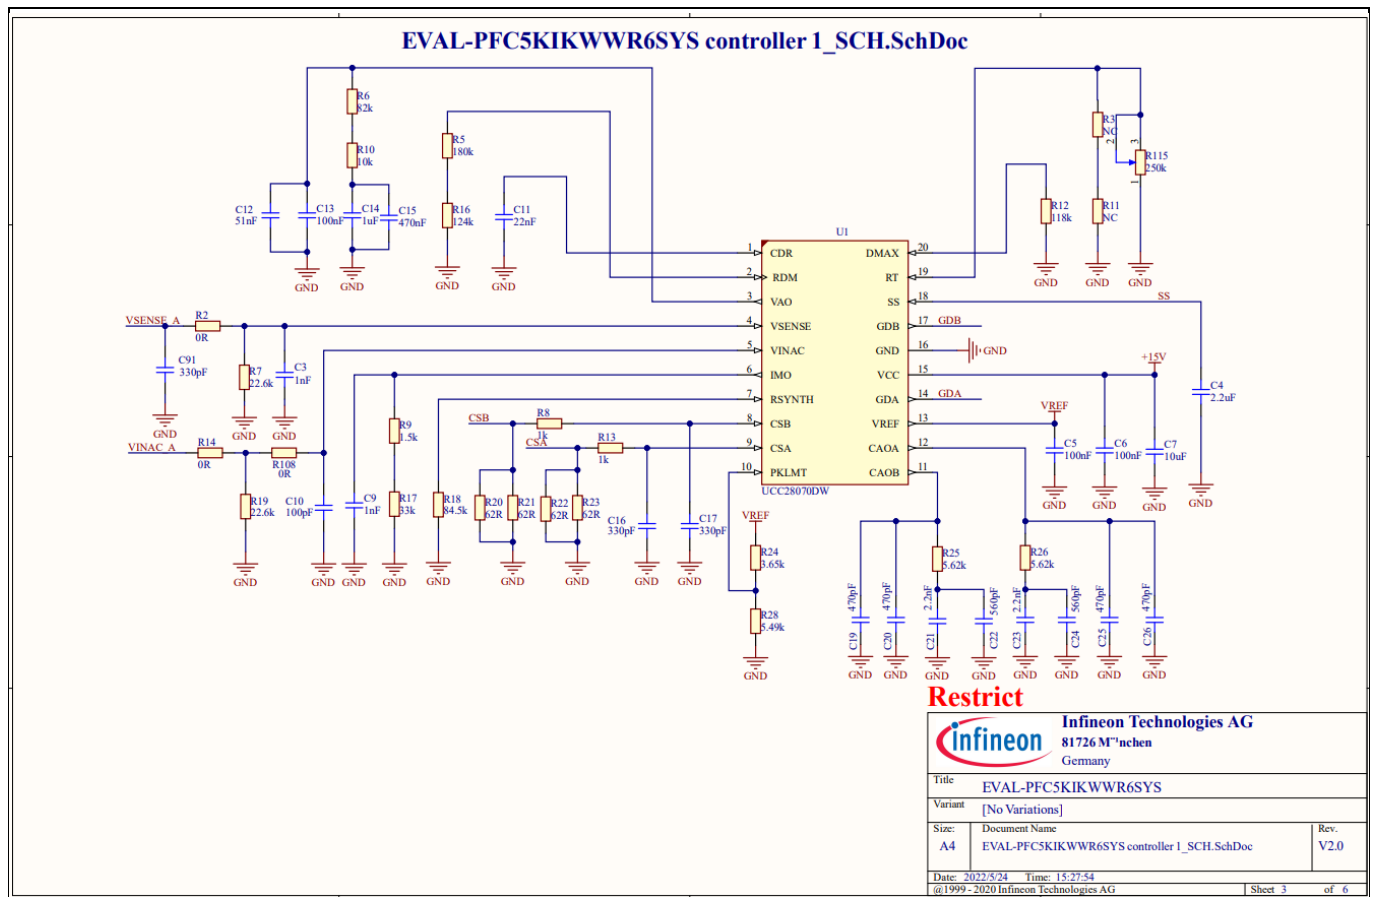 EVAL-PFC5KIKWWR6SYS controller 1_SCH.SchDoc
R6
82k
R10
10k
C12
51nF
C13
100nF
C14
1uF
C15
470nF
GND
GND
R5
180k
R16
124k
GND
C11
22nF
GND
R3
NC
2
3
1
R115
250k
R12
118k
R11
NC
GND
GND
GND
U1
1 CDR
2 RDM
3 VAO
4 VSENSE
5 VINAC
6 IMO
7 RSYNTH
8 CSB
9 CSA
10 PKLMT
DMAX 20
RT 19
SS 18
GDB 17
GND 16
VCC 15
GDA 14
VREF 13
CAOA 12
CAOB 11
UCC28070DW
SS
GDB
GND
+15V
GDA
VREF
C4
2.2uF
GND
C5
100nF
GND
C6
100nF
GND
C7
10uF
GND
VSENSE_A
R2
0R
C91
330pF
GND
R7
22.6k
GND
C3
1nF
GND
VINAC_A
R14
0R
R108
0R
R19
22.6k
GND
C10
100pF
GND
C9
1nF
GND
R9
1.5k
R17
33k
GND
R18
84.5k
GND
CSB
R8
1k
CSA
R13
1k
R20
62R
R21
62R
GND
R22
62R
R23
62R
GND
C16
330pF
GND
C17
330pF
GND
VREF
R24
3.65k
R28
5.49k
GND
R25
5.62k
R26
5.62k
470pF
C19
GND
470pF
C20
GND
2.2nF
C21
GND
560pF
C22
GND
2.2nF
C23
GND
560pF
C24
GND
470pF
C25
GND
470pF
C26
GND
Restrict
infineon
Infineon Technologies AG
81726 M¨¹nchen
Germany
Title
EVAL-PFC5KIKWWR6SYS
Variant
[No Variations]
Size:
A4
Document Name
EVAL-PFC5KIKWWR6SYS controller 1_SCH.SchDoc
Rev.
V2.0
Date: 2022/5/24 Time: 15:27:54
@1999 - 2020 Infineon Technologies AG
Sheet 3 of 6